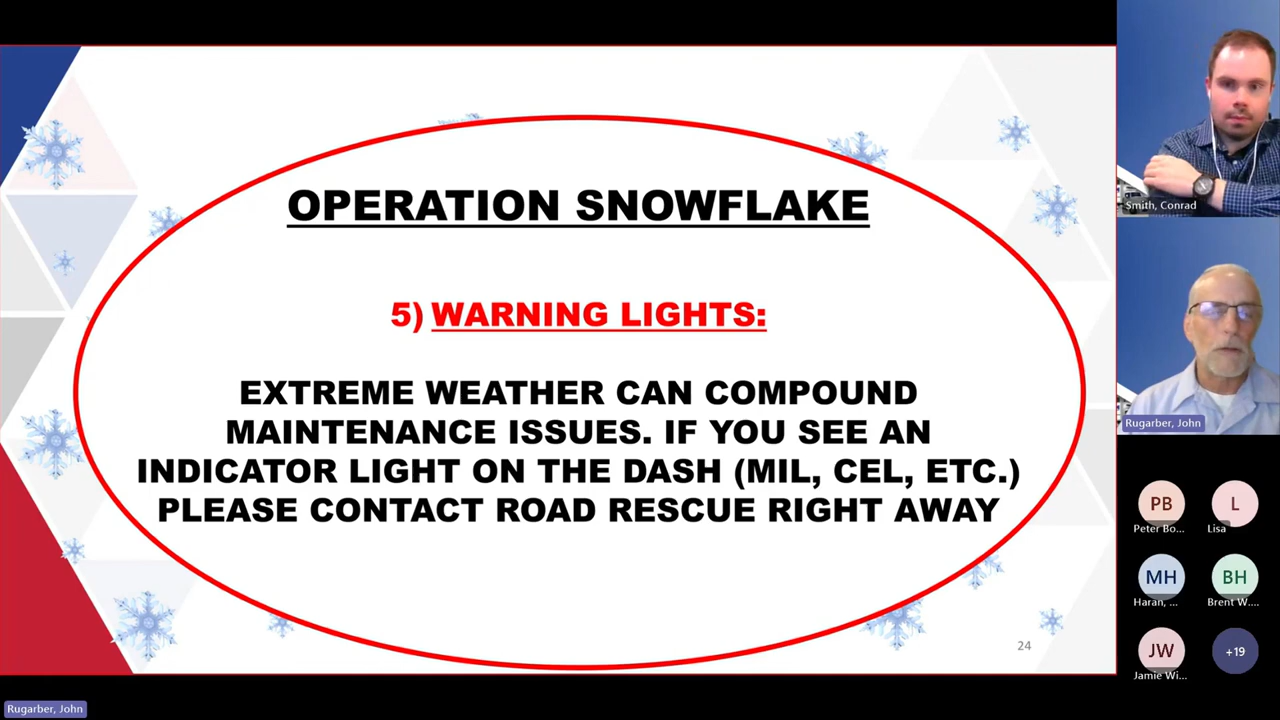 OPERATION SNOWFLAKE
5) WARNING LIGHTS:
EXTREME WEATHER CAN COMPOUND
MAINTENANCE ISSUES. IF YOU SEE AN
INDICATOR LIGHT ON THE DASH (MIL, CEL, ETC.)
PLEASE CONTACT ROAD RESCUE RIGHT AWAY
24
Smith, Conrad
Rugarber, John
PB
L
Peter Bo...
Lisa
MH
BH
Haran, ...
Brent W....
JW
+19
Jamie Wi...
Rugarber, John